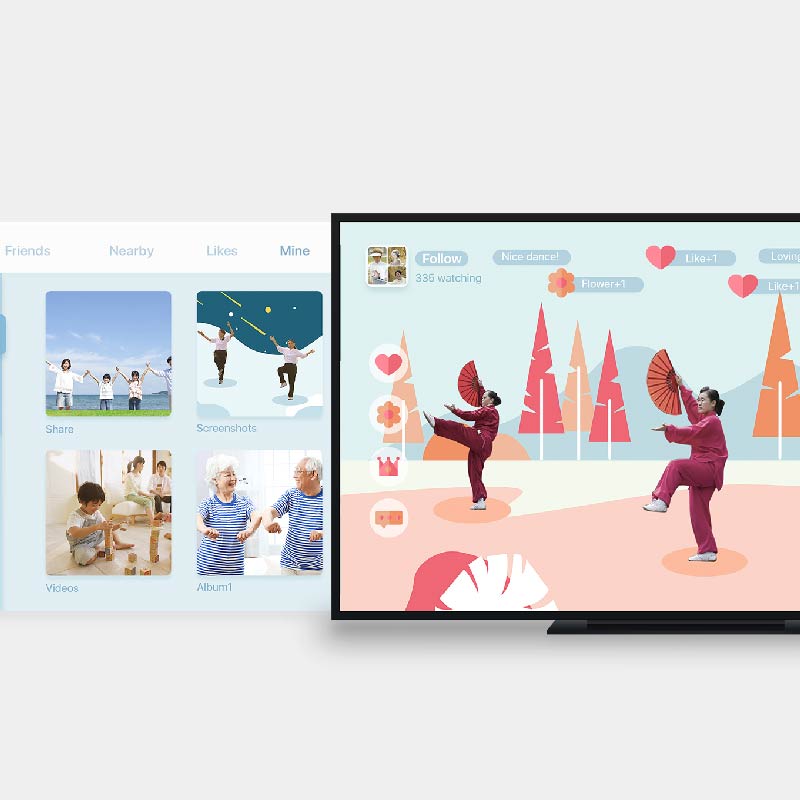 Friends
Nearby
Likes
Mine
Share
Screenshots
Videos
Album1
Follow
335 watching
Nice dance!
Flower+1
Like+1
Loving
Like+1